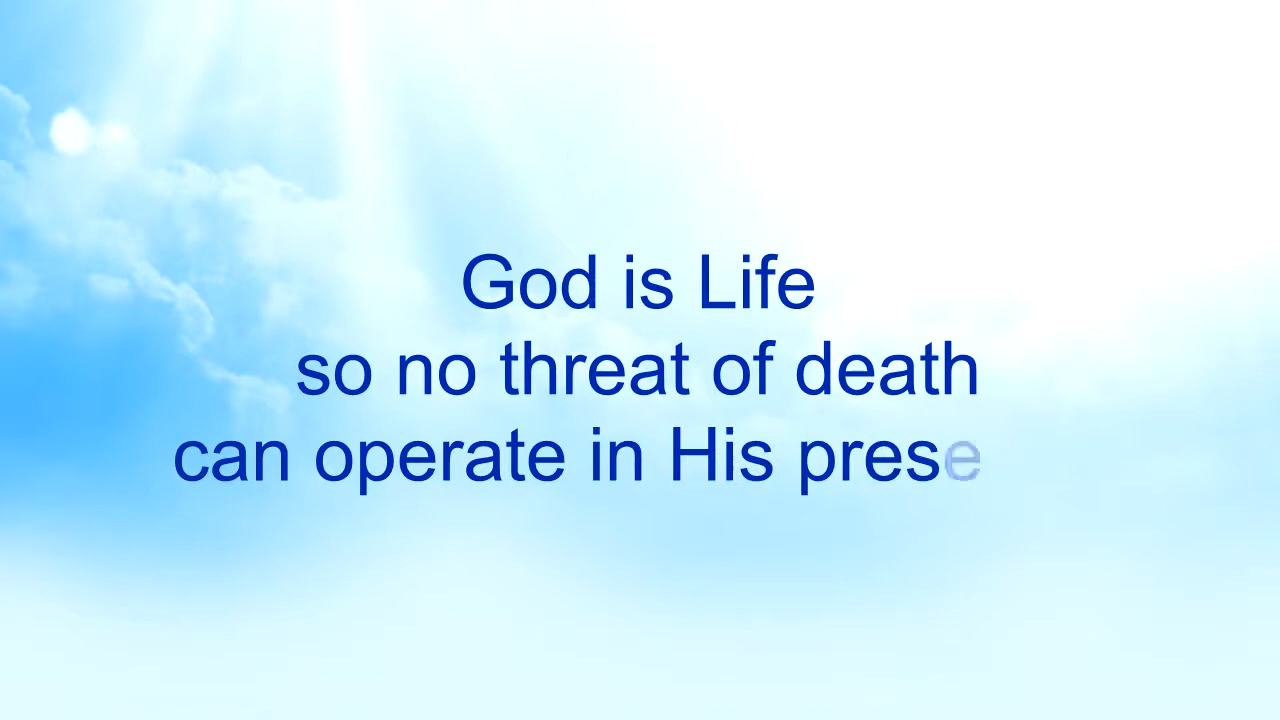 God is Life
so no threat of death
can operate in His prese